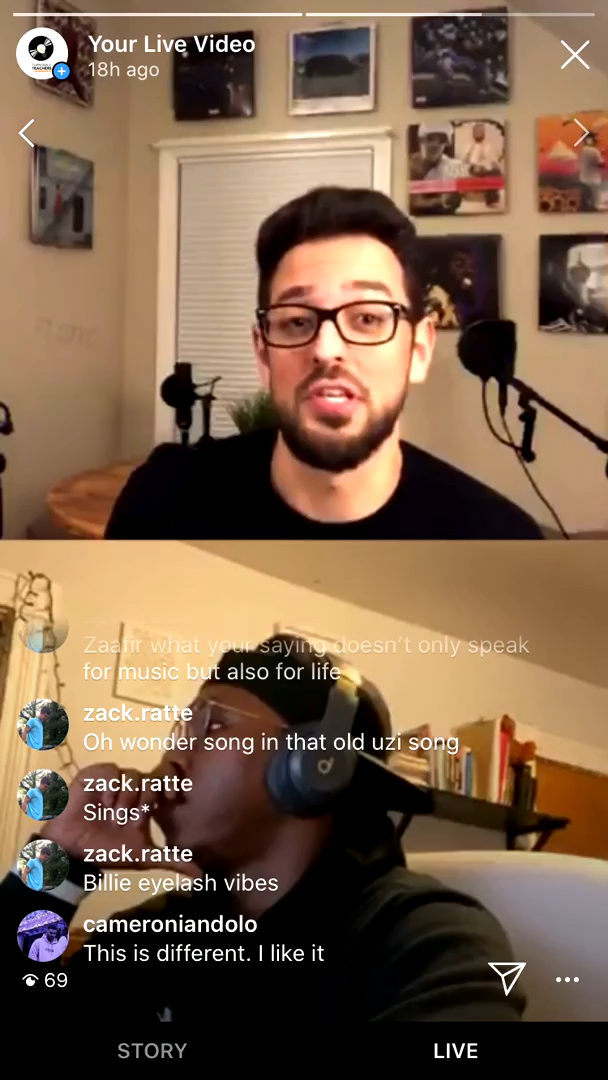 Your Live Video
18h ago
Zaafir what your saying doesn't only speak
for music but also for life
zack.ratte
Oh wonder song in that old uzi song
zack.ratte
Sings*
zack.ratte
Billie eyelash vibes
cameroniandolo
This is different. I like it
69
STORY
LIVE